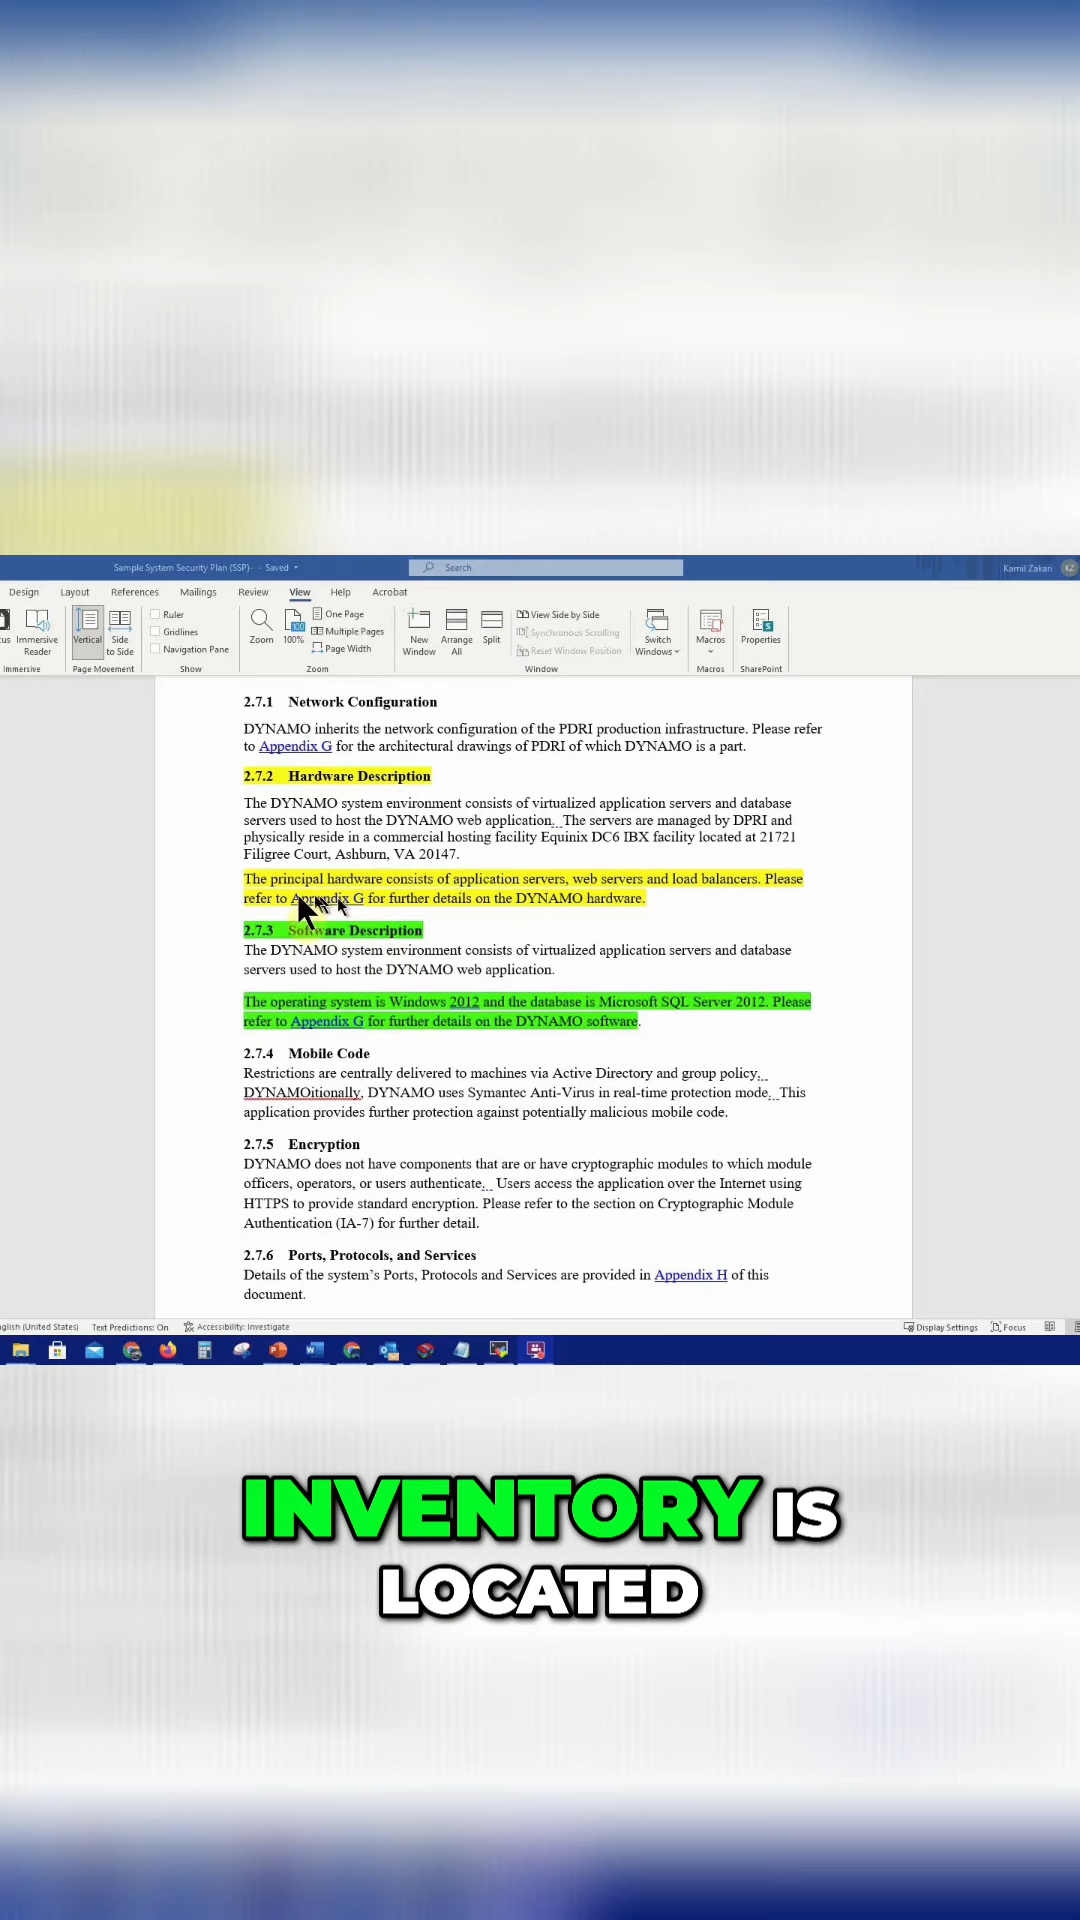 Sample System Security Plan (SSP) - Saved
Search
Kamil Zakari
KZ
Design Layout References Mailings Review View Help Acrobat
Immersive Reader
Vertical
Side to Side
Ruler
Gridlines
Navigation Pane
Zoom
100%
One Page
Multiple Pages
Page Width
New Window
Arrange All
Split
View Side by Side
Synchronous Scrolling
Reset Window Position
Switch Windows
Macros
Properties
Immersive Page Movement Show Zoom Window Macros SharePoint
2.7.1 Network Configuration
DYNAMO inherits the network configuration of the PDRI production infrastructure. Please refer
to Appendix G for the architectural drawings of PDRI of which DYNAMO is a part.
2.7.2 Hardware Description
The DYNAMO system environment consists of virtualized application servers and database
servers used to host the DYNAMO web application. The servers are managed by DPRI and
physically reside in a commercial hosting facility Equinix DC6 IBX facility located at 21721
Filigree Court, Ashburn, VA 20147.
The principal hardware consists of application servers, web servers and load balancers. Please
refer to Appendix G for further details on the DYNAMO hardware.
2.7.3 Software Description
The DYNAMO system environment consists of virtualized application servers and database
servers used to host the DYNAMO web application.
The operating system is Windows 2012 and the database is Microsoft SQL Server 2012. Please
refer to Appendix G for further details on the DYNAMO software.
2.7.4 Mobile Code
Restrictions are centrally delivered to machines via Active Directory and group policy.
DYNAMOitionally, DYNAMO uses Symantec Anti-Virus in real-time protection mode. This
application provides further protection against potentially malicious mobile code.
2.7.5 Encryption
DYNAMO does not have components that are or have cryptographic modules to which module
officers, operators, or users authenticate. Users access the application over the Internet using
HTTPS to provide standard encryption. Please refer to the section on Cryptographic Module
Authentication (IA-7) for further detail.
2.7.6 Ports, Protocols, and Services
Details of the system's Ports, Protocols and Services are provided in Appendix H of this
document.
glish (United States) Text Predictions: On Accessibility: Investigate Display Settings Focus
INVENTORY IS
LOCATED